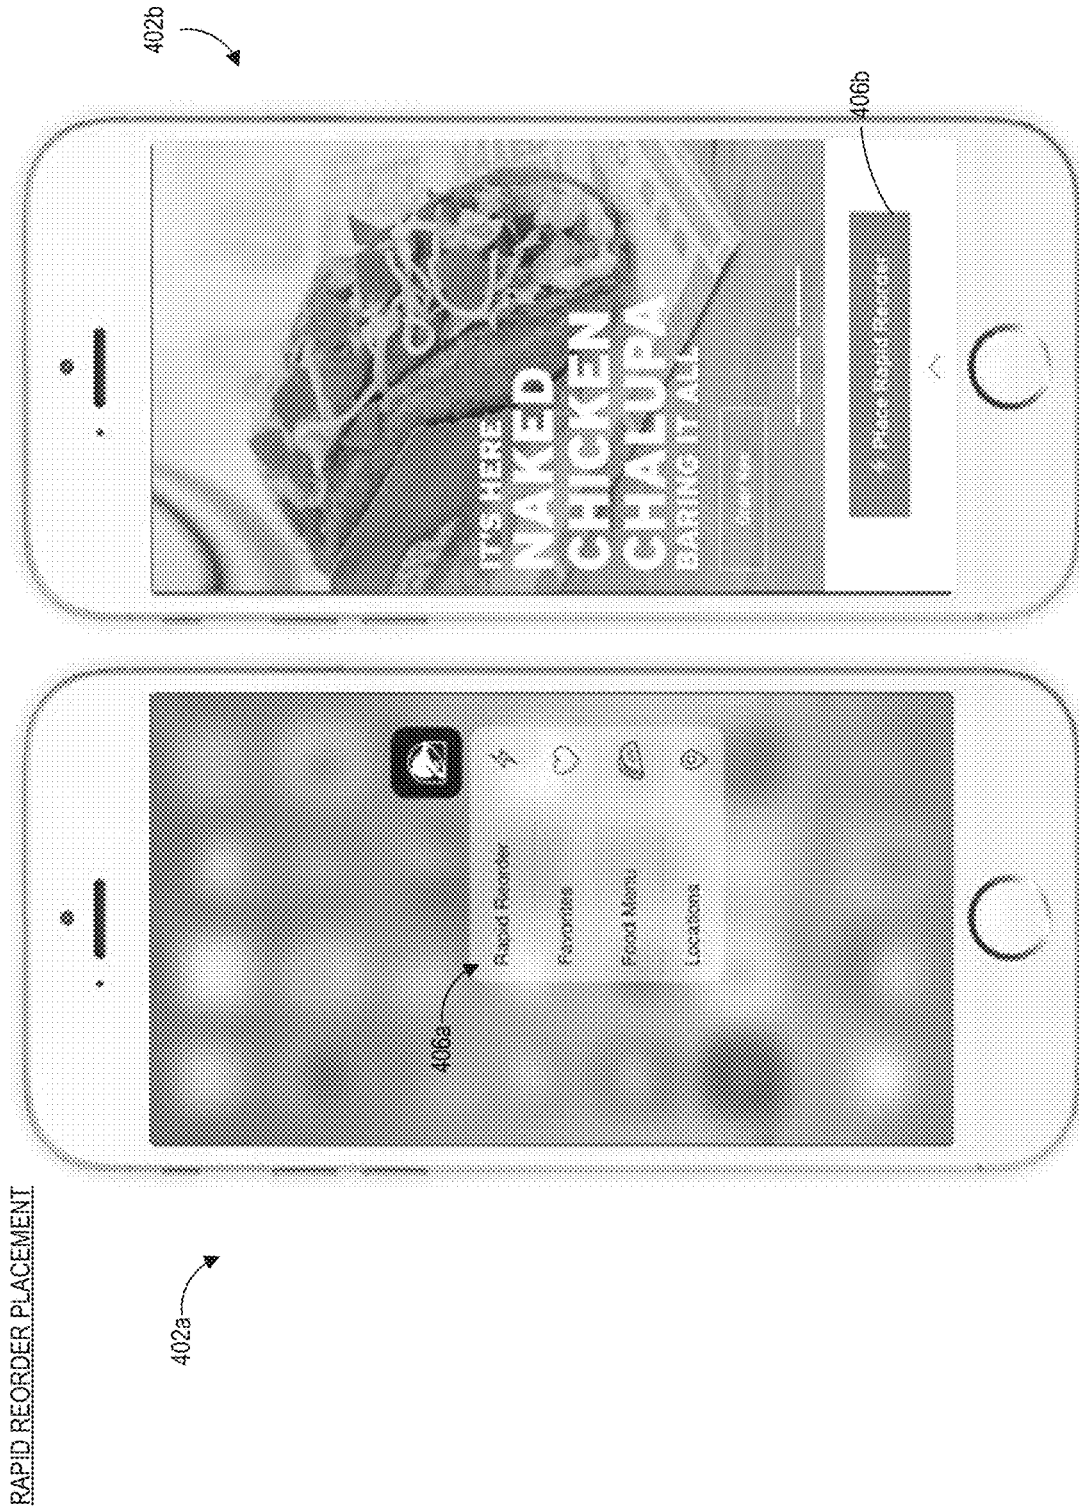 RAPID REORDER PLACEMENT
402a
406a
Rapid Reorder
Favorites
Food Menu
Locations
402b
IT'S HERE
NAKED
CHICKEN
CHALUPA
BARING IT ALL
406b